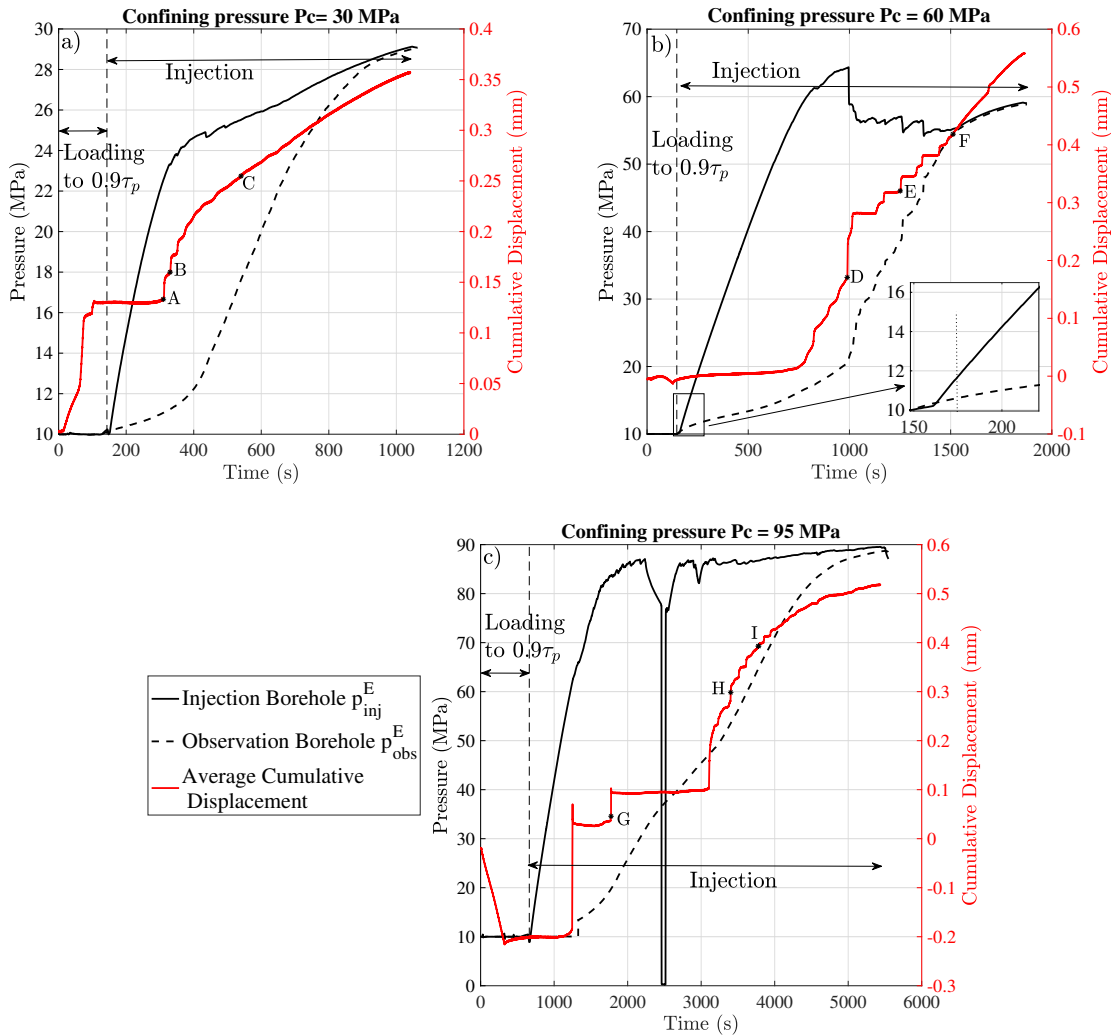 Confining pressure Pc= 30 MPa
a)
Pressure (MPa)
30
28
26
24
22
20
18
16
14
12
10
0
200
400
600
800
1000
1200
Time (s)
0.4
0.35
0.3
0.25
0.2
0.15
0.1
0.05
0
Cumulative Displacement (mm)
Injection
Loading
to 0.9τp
A
B
C
Confining pressure Pc = 60 MPa
b)
Pressure (MPa)
70
60
50
40
30
20
10
0
500
1000
1500
2000
Time (s)
0.6
0.5
0.4
0.3
0.2
0.1
0
-0.1
Cumulative Displacement (mm)
Injection
Loading
to 0.9τp
D
E
F
16
14
12
10
150
200
Confining pressure Pc = 95 MPa
c)
Pressure (MPa)
90
80
70
60
50
40
30
20
10
0
0
1000
2000
3000
4000
5000
6000
Time (s)
0.6
0.5
0.4
0.3
0.2
0.1
0
-0.2
-0.2
-0.3
Cumulative Displacement (mm)
Loading
to 0.9τp
Injection
G
H
I
Injection Borehole p^E_inj
Observation Borehole p^E_obs
Average Cumulative
Displacement